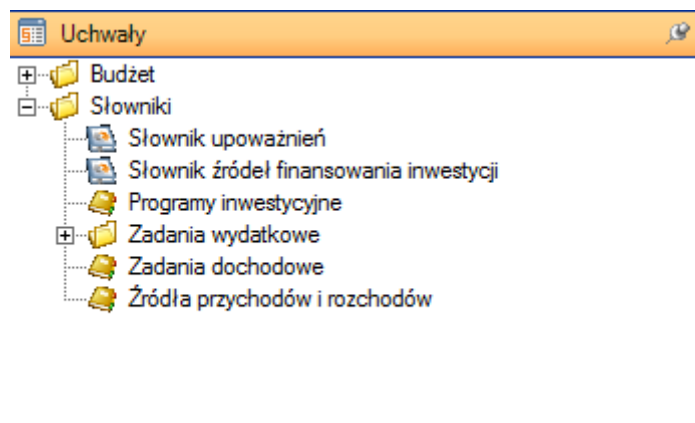 Uchwały
Budżet
Słowniki
Słownik upoważnień
Słownik źródeł finansowania inwestycji
Programy inwestycyjne
Zadania wydatkowe
Zadania dochodowe
Źródła przychodów i rozchodów